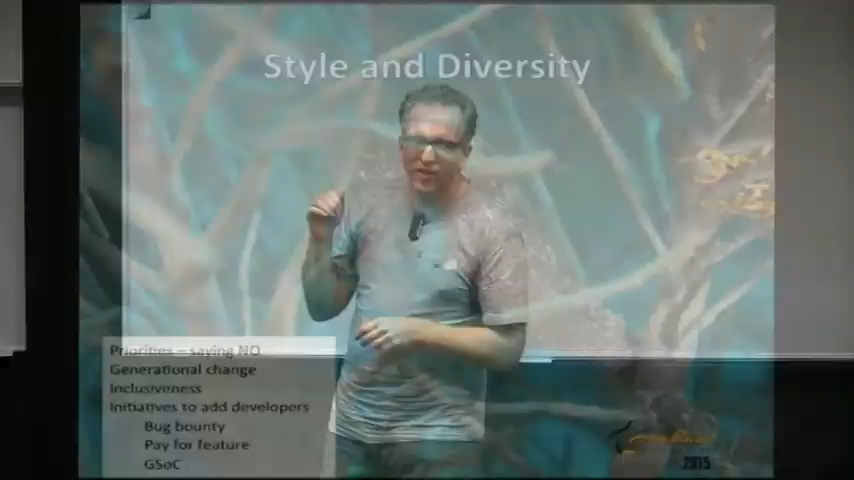 Style and Diversity
Priorities – saying NO
Generational change
Inclusiveness
Initiatives to add developers
Bug bounty
Pay for feature
GSoC
2015